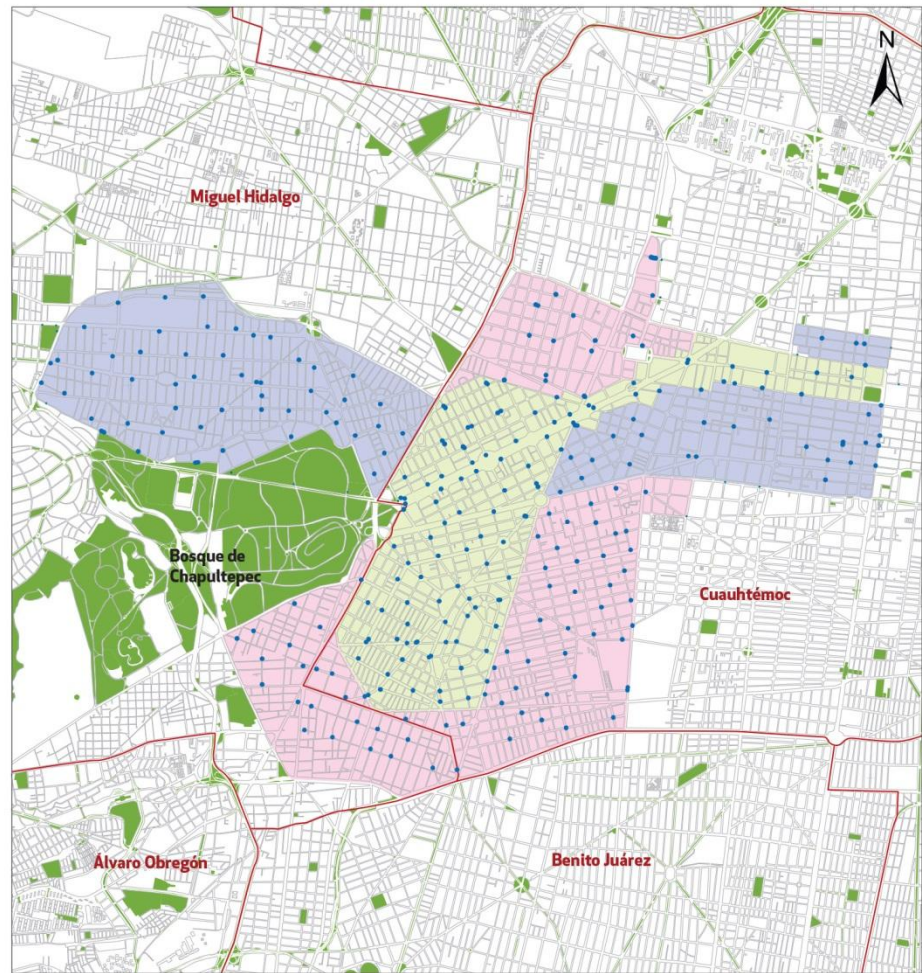 N
Miguel Hidalgo
Bosque de
Chapultepec
Cuauhtémoc
Álvaro Obregón
Benito Juárez